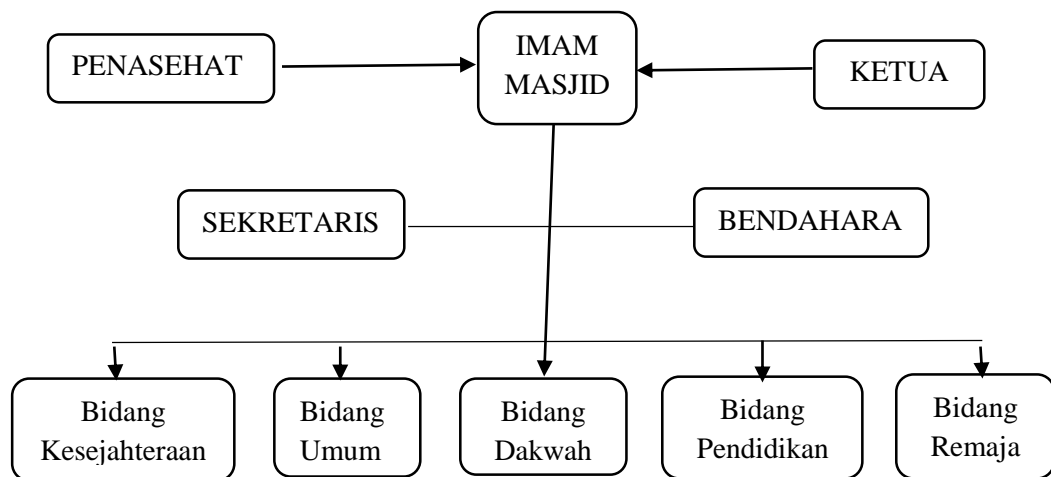 PENASEHAT
IMAM
MASJID
KETUA
SEKRETARIS
BENDAHARA
Bidang
Kesejahteraan
Bidang
Umum
Bidang
Dakwah
Bidang
Pendidikan
Bidang
Remaja